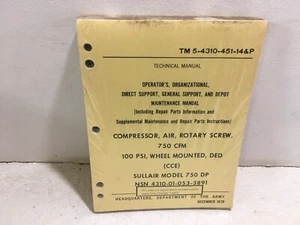 TM 5-4310-451-14&P
TECHNICAL MANUAL
OPERATOR'S, ORGANIZATIONAL,
DIRECT SUPPORT, GENERAL SUPPORT, AND DEPOT
MAINTENANCE MANUAL
(Including Repair Parts Information and
Supplemental Maintenance and Repair Parts Instructions)
COMPRESSOR, AIR, ROTARY SCREW,
750 CFM
100 PSI, WHEEL MOUNTED, DED
(CCE)
SULLAIR MODEL 750 DP
NSN 4310-01-053-3891
HEADQUARTERS, DEPARTMENT OF THE ARMY
DECEMBER 1978